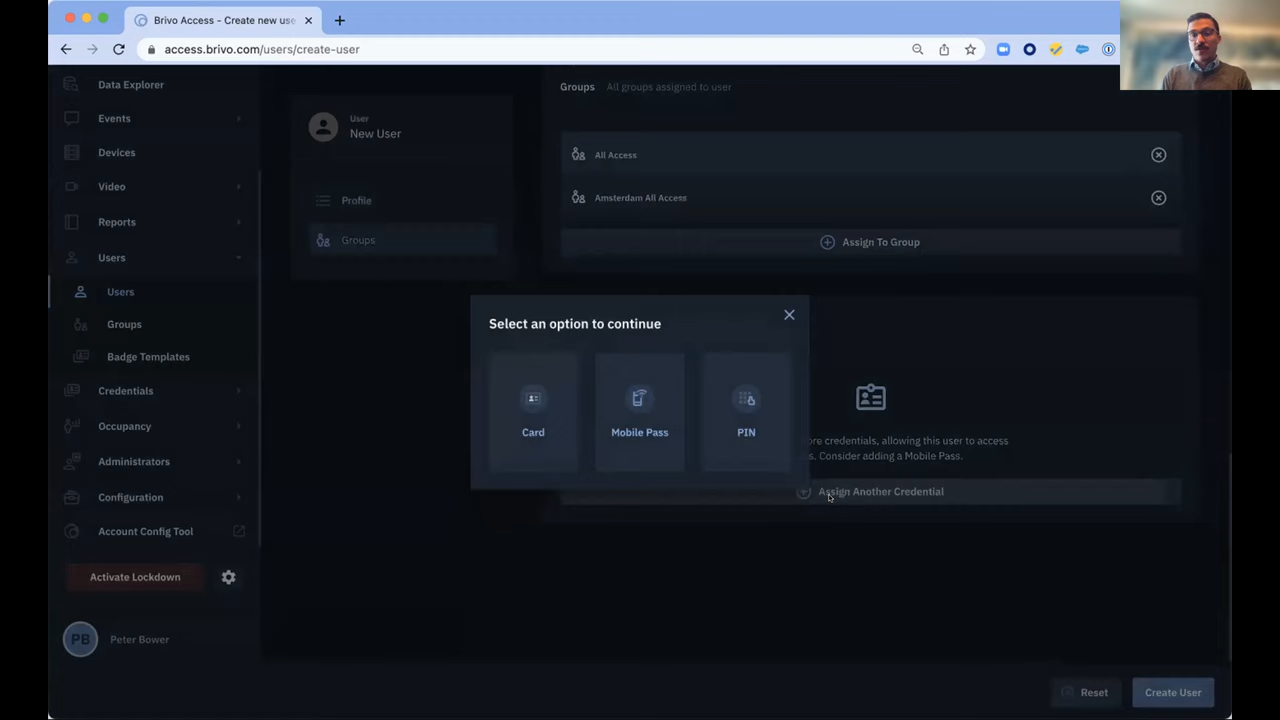 Brivo Access - Create new use
access.brivo.com/users/create-user
Data Explorer
Events
Devices
Video
Reports
Users
Users
Groups
Badge Templates
Credentials
Occupancy
Administrators
Configuration
Account Config Tool
Activate Lockdown
PB Peter Bower
User
New User
Profile
Groups
Groups All groups assigned to user
All Access
Amsterdam All Access
Assign To Group
Select an option to continue
Card
Mobile Pass
PIN
ore credentials, allowing this user to access
. Consider adding a Mobile Pass.
Assign Another Credential
Reset
Create User